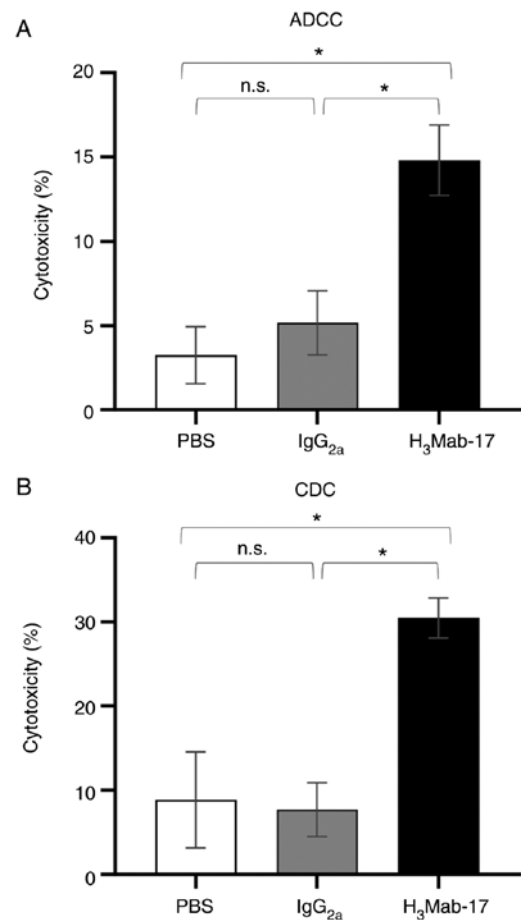 A
ADCC
*
n.s.
*
20
15
10
5
0
Cytotoxicity (%)
PBS
IgG2a
H3Mab-17
B
CDC
*
n.s.
*
40
30
20
10
0
Cytotoxicity (%)
PBS
IgG2a
H3Mab-17